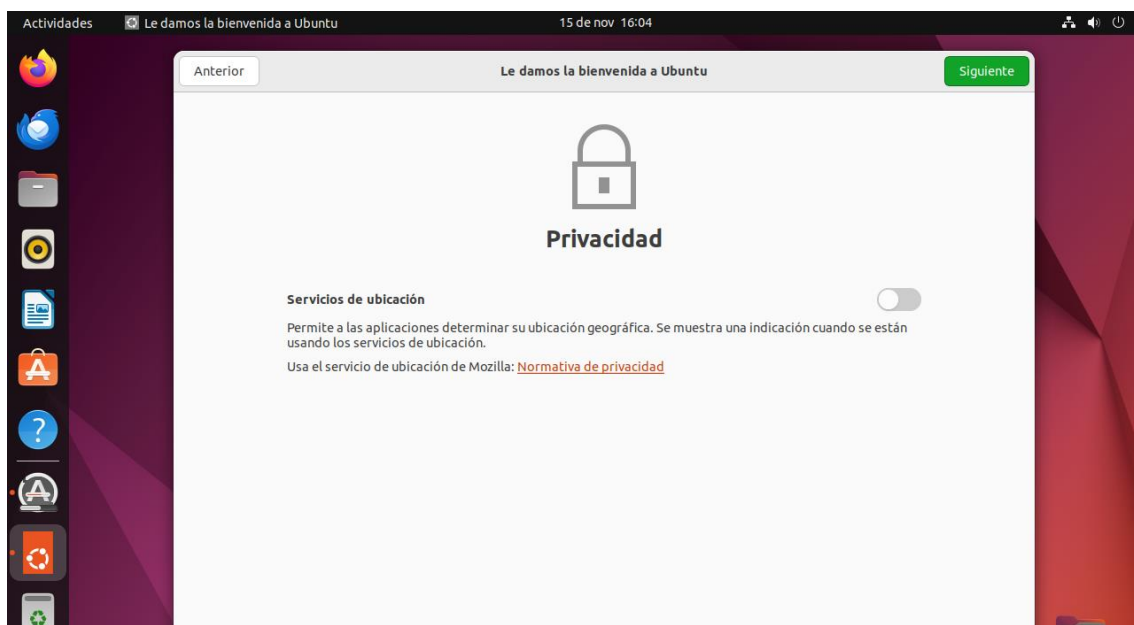 Actividades Le damos la bienvenida a Ubuntu 15 de nov 16:04
Anterior Le damos la bienvenida a Ubuntu Siguiente
Privacidad
Servicios de ubicación
Permite a las aplicaciones determinar su ubicación geográfica. Se muestra una indicación cuando se están
usando los servicios de ubicación.
Usa el servicio de ubicación de Mozilla: Normativa de privacidad